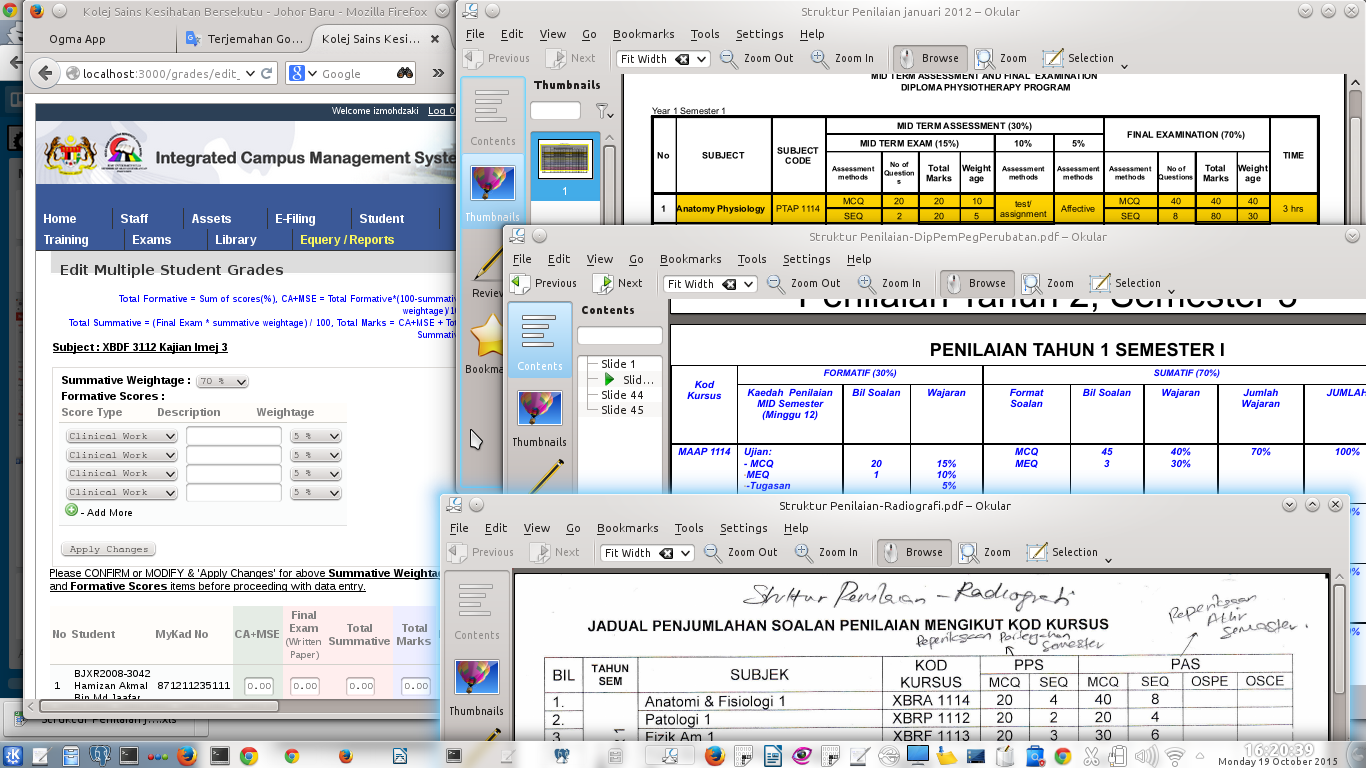 Kolej Sains Kesihatan Bersekutu - Johor Baru - Mozilla Firefox
Ogma App
Terjemahan Go...
Kolej Sains Kesi...
localhost:3000/grades/edit_
Google
Welcome izmohdzaki Log O
Integrated Campus Management Syste
Home Staff Assets E-Filing Student
Training Exams Library Equery / Reports
Edit Multiple Student Grades
Total Formative = Sum of scores(%), CA+MSE = Total Formative*(100-summativ
weightage)/10
Total Summative = (Final Exam * summative weightage) / 100, Total Marks = CA+MSE + Tot
Summativ
Subject : XBDF 3112 Kajian Imej 3
Summative Weightage : 70 %
Formative Scores :
Score Type Description Weightage
Clinical Work 5 %
Clinical Work 5 %
Clinical Work 5 %
Clinical Work 5 %
- Add More
Apply Changes
Please CONFIRM or MODIFY & 'Apply Changes' for above Summative Weightag
and Formative Scores items before proceeding with data entry.
No Student MyKad No CA+MSE Final Exam (Written Paper) Total Summative Total Marks
1 BJXR2008-3042 Hamizan Akmal Bin Md Jaafar 871211235111 0.00 0.00 0.00 0.00
Struktur Penilaian j....xls
Struktur Penilaian januari 2012 – Okular
File Edit View Go Bookmarks Tools Settings Help
Previous Next Fit Width Zoom Out Zoom In Browse Zoom Selection
Contents
Thumbnails
Review
Bookma
Thumbnails
1
MID TERM ASSESSMENT AND FINAL EXAMINATION
DIPLOMA PHYSIOTHERAPY PROGRAM
Year 1 Semester 1
No SUBJECT SUBJECT CODE MID TERM ASSESSMENT (30%) FINAL EXAMINATION (70%) TIME
MID TERM EXAM (15%) 10% 5%
Assessment methods No of Questions Total Marks Weightage Assessment methods Assessment methods Assessment methods No of Questions Total Marks Weightage
1 Anatomy Physiology PTAP 1114 MCQ 20 20 10 test/ assignment Affective MCQ 40 40 40 3 hrs
SEQ 2 20 5 SEQ 8 80 30
Struktur Penilaian-DipPemPegPerubatan.pdf – Okular
File Edit View Go Bookmarks Tools Settings Help
Previous Next Fit Width Zoom Out Zoom In Browse Zoom Selection
Contents
Thumbnails
Contents
Slide 1
Slid...
Slide 44
Slide 45
Penilaian Tahun 2, Semester 3
PENILAIAN TAHUN 1 SEMESTER I
Kod Kursus FORMATIF (30%) SUMATIF (70%)
Kaedah Penilaian MID Semester (Minggu 12) Bil Soalan Wajaran Format Soalan Bil Soalan Wajaran Jumlah Wajaran JUMLAH
MAAP 1114 Ujian: MCQ 45 40% 70% 100%
- MCQ 20 15% MEQ 3 30%
-MEQ 1 10%
--Tugasan 5%
Struktur Penilaian-Radiografi.pdf – Okular
File Edit View Go Bookmarks Tools Settings Help
Previous Next Fit Width Zoom Out Zoom In Browse Zoom Selection
Contents
Thumbnails
Struktur Penilaian - Radiografi
JADUAL PENJUMLAHAN SOALAN PENILAIAN MENGIKUT KOD KURSUS
Peperiksaan Akhir Semester.
Peperiksaan Pertengahan Semester
BIL TAHUN SEM SUBJEK KOD KURSUS PPS PAS
MCQ SEQ MCQ SEQ OSPE OSCE
1. Anatomi & Fisiologi 1 XBRA 1114 20 4 40 8
2. Patologi 1 XBRP 1112 20 2 20 4
3. Fizik Am 1 XBRF 1113 20 3 30 6
16:20:39
Monday 19 October 2015